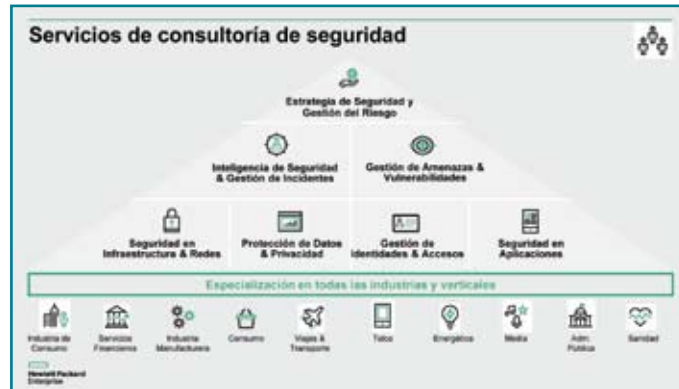 Servicios de consultoría de seguridad
Estrategia de Seguridad y
Gestión del Riesgo
Inteligencia de Seguridad
& Gestión de Incidentes
Gestión de Amenazas &
Vulnerabilidades
Seguridad en
Infraestructura & Redes
Protección de Datos
& Privacidad
Gestión de
Identidades & Accesos
Seguridad en
Aplicaciones
Especialización en todas las industrias y verticales
Industria de
Consumo
Servicios
Financieros
Industria
Manufacturera
Consumo
Viajes &
Transporte
Telco
Energética
Media
Adm.
Pública
Sanidad
Hewlett Packard
Enterprise